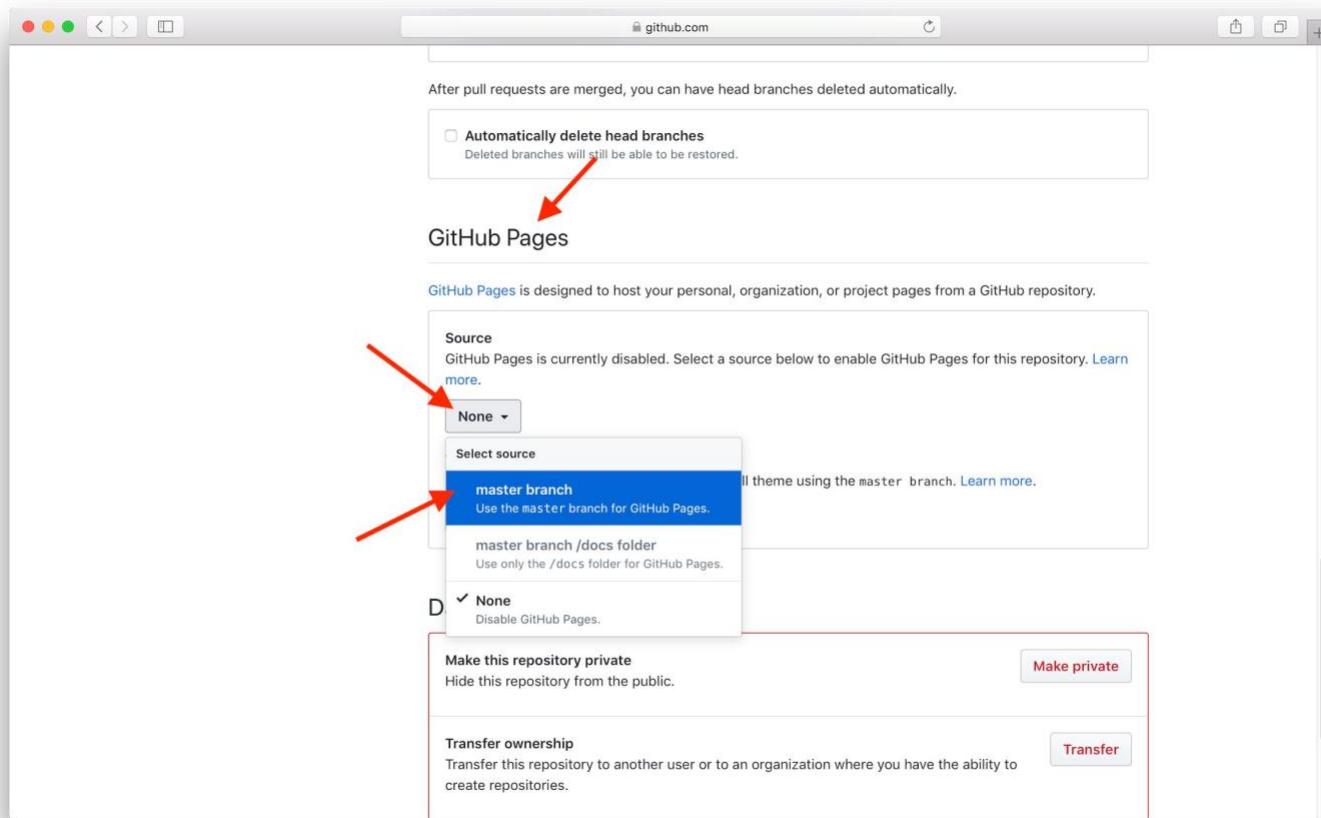 github.com
After pull requests are merged, you can have head branches deleted automatically.
Automatically delete head branches
Deleted branches will still be able to be restored.
GitHub Pages
GitHub Pages is designed to host your personal, organization, or project pages from a GitHub repository.
Source
GitHub Pages is currently disabled. Select a source below to enable GitHub Pages for this repository. Learn
more.
None
Select source
master branch
Use the master branch for GitHub Pages.
theme using the master branch. Learn more.
master branch /docs folder
Use only the /docs folder for GitHub Pages.
None
Disable GitHub Pages.
Make this repository private
Hide this repository from the public.
Make private
Transfer ownership
Transfer this repository to another user or to an organization where you have the ability to
create repositories.
Transfer